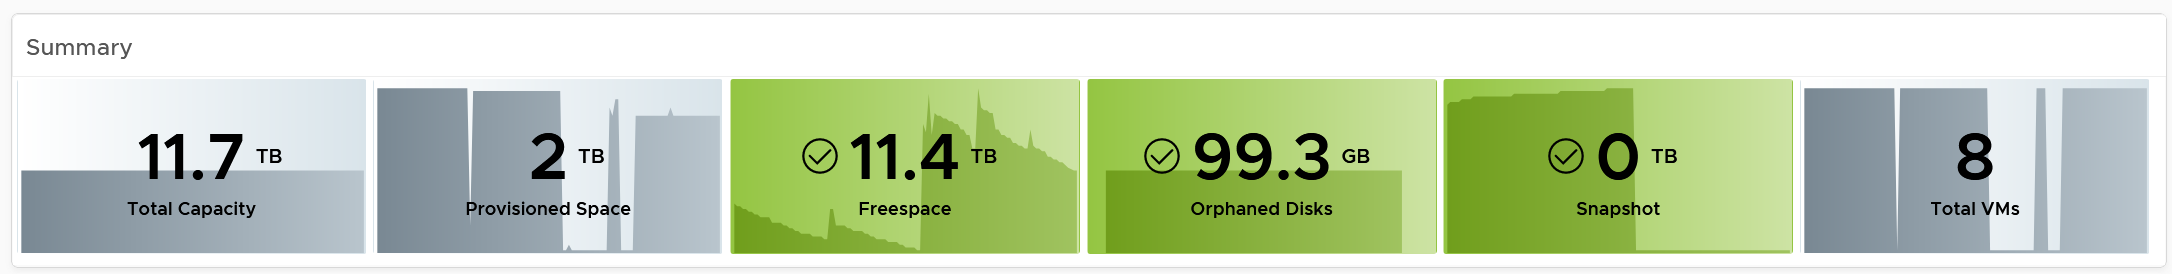 Summary
11.7 TB
Total Capacity
2 TB
Provisioned Space
11.4 TB
Freespace
99.3 GB
Orphaned Disks
0 TB
Snapshot
8
Total VMs